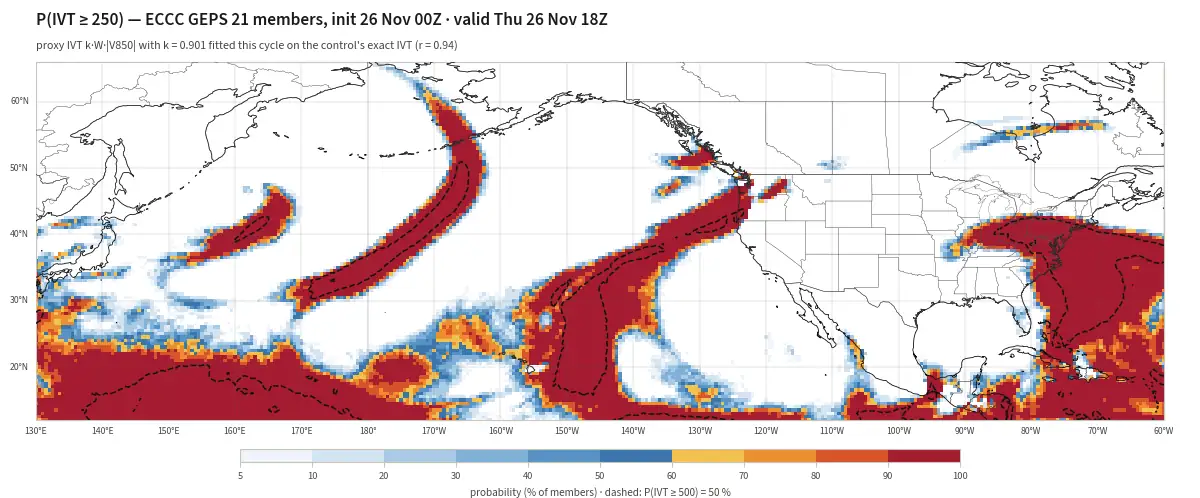 P(IVT ≥ 250) — ECCC GEPS 21 members, init 26 Nov 00Z · valid Thu 26 Nov 18Z
proxy IVT k·W·|V850| with k = 0.901 fitted this cycle on the control's exact IVT (r = 0.94)
60°N
50°N
40°N
30°N
20°N
130°E 140°E 150°E 160°E 170°E 180° 170°W 160°W 150°W 140°W 130°W 120°W 110°W 100°W 90°W 80°W 70°W 60°W
5 10 20 30 40 50 60 70 80 90 100
probability (% of members) · dashed: P(IVT ≥ 500) = 50 %